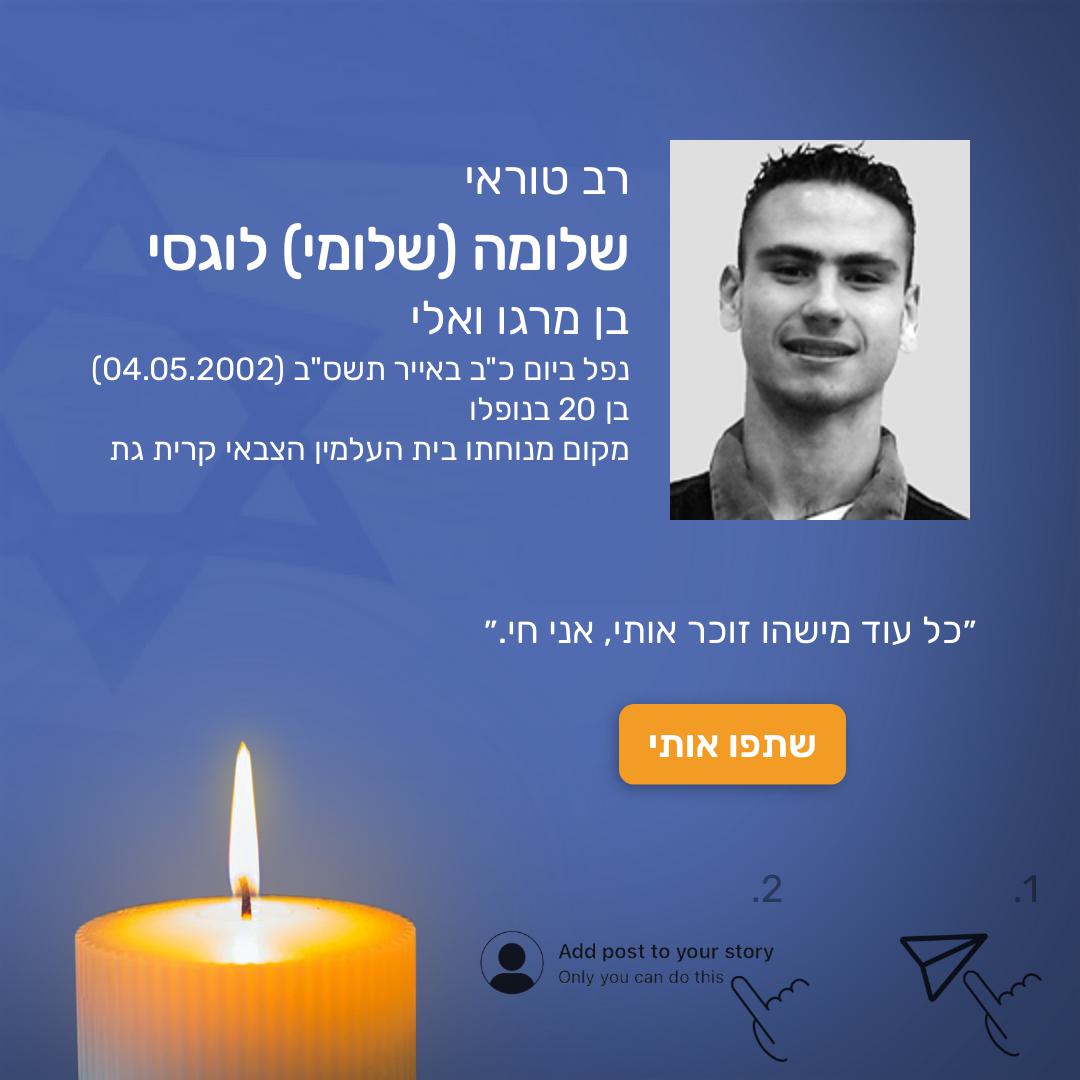 רב טוראי
שלומה (שלומי) לוגסי
בן מרגו ואלי
נפל ביום כ"ב באייר תשס"ב (04.05.2002)
בן 20 בנופלו
מקום מנוחתו בית העלמין הצבאי קרית גת
״כל עוד מישהו זוכר אותי, אני חי.״
שתפו אותי
1.
2.
Add post to your story
Only you can do this